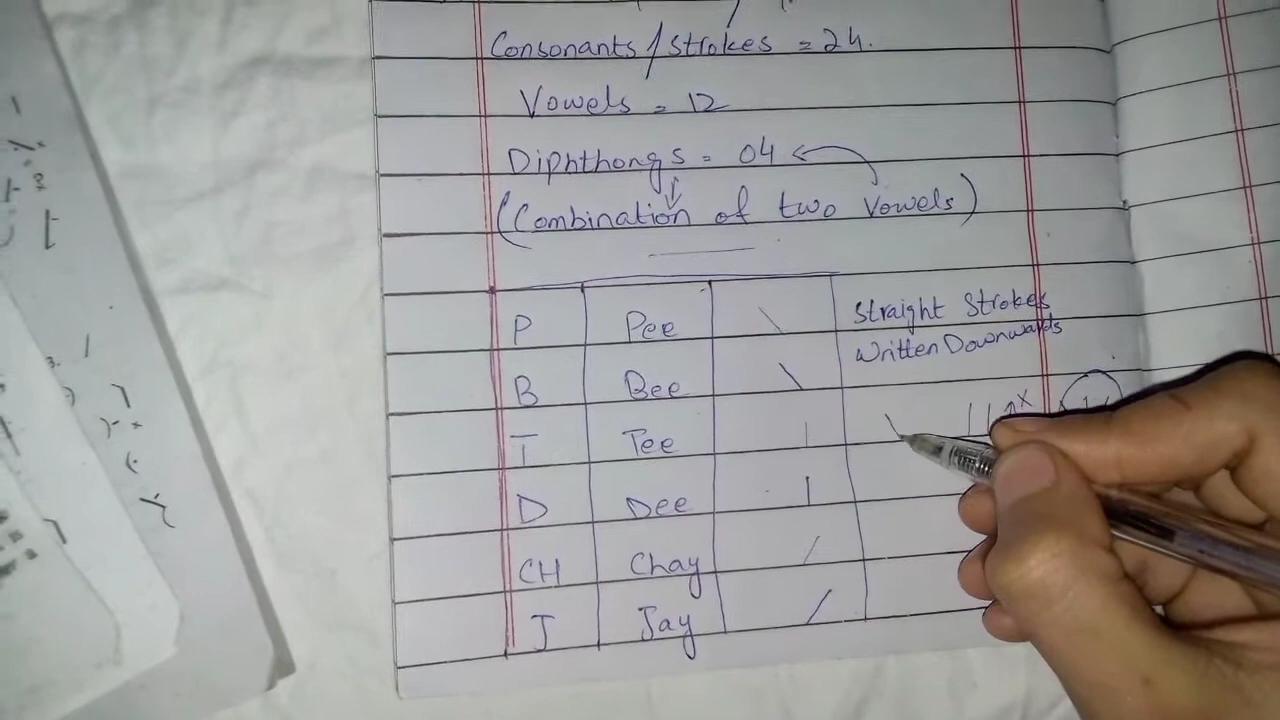 Consonants / strokes = 24.
Vowels = 12
Diphthongs = 04
(Combination of two vowels)
P Pee \ Straight Strokes
Written Downwards
B Bee \
T Tee |
D Dee |
CH Chay /
J Jay /